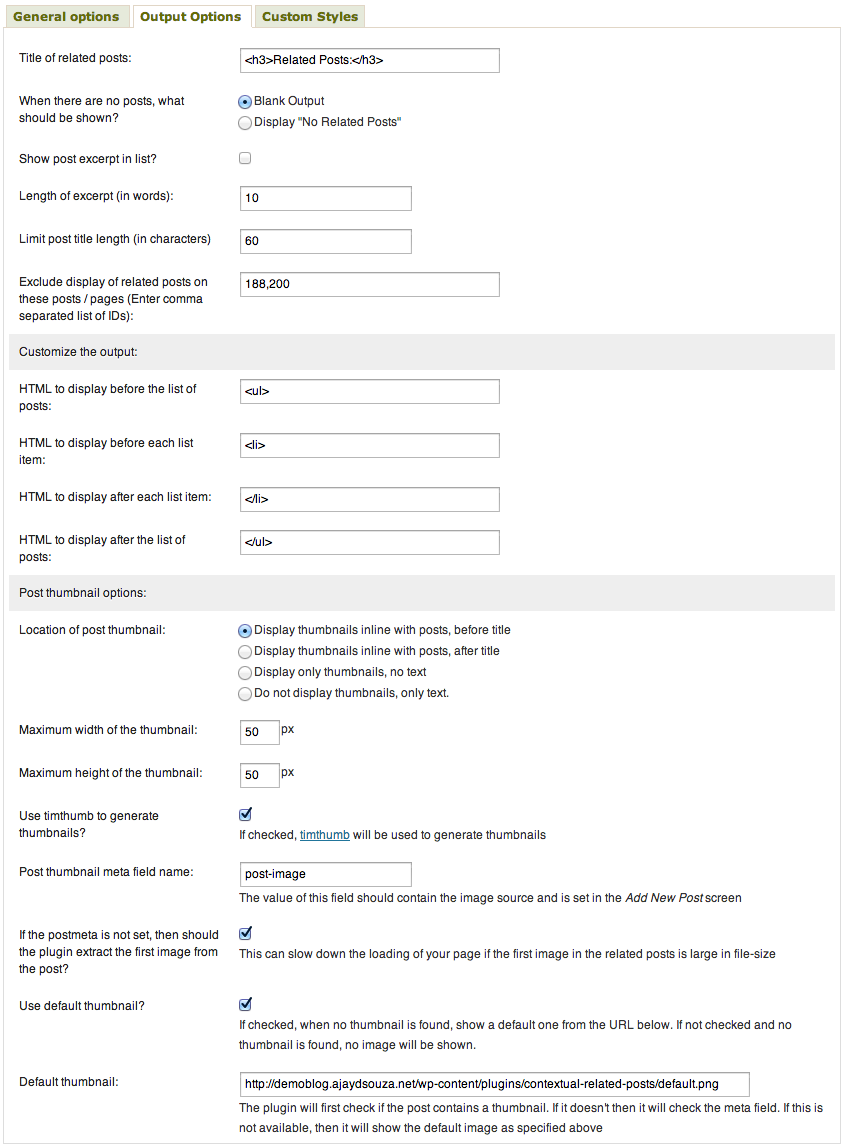 General options Output Options Custom Styles
Title of related posts: <h3>Related Posts:</h3>
When there are no posts, what
should be shown?
Blank Output
Display "No Related Posts"
Show post excerpt in list?
Length of excerpt (in words): 10
Limit post title length (in characters) 60
Exclude display of related posts on
these posts / pages (Enter comma
separated list of IDs):
188,200
Customize the output:
HTML to display before the list of
posts:
<ul>
HTML to display before each list
item:
<li>
HTML to display after each list item: </li>
HTML to display after the list of
posts:
</ul>
Post thumbnail options:
Location of post thumbnail: Display thumbnails inline with posts, before title
Display thumbnails inline with posts, after title
Display only thumbnails, no text
Do not display thumbnails, only text.
Maximum width of the thumbnail: 50 px
Maximum height of the thumbnail: 50 px
Use timthumb to generate
thumbnails?
If checked, timthumb will be used to generate thumbnails
Post thumbnail meta field name: post-image
The value of this field should contain the image source and is set in the Add New Post screen
If the postmeta is not set, then should
the plugin extract the first image from
the post?
This can slow down the loading of your page if the first image in the related posts is large in file-size
Use default thumbnail?
If checked, when no thumbnail is found, show a default one from the URL below. If not checked and no
thumbnail is found, no image will be shown.
Default thumbnail: http://demoblog.ajaydsouza.net/wp-content/plugins/contextual-related-posts/default.png
The plugin will first check if the post contains a thumbnail. If it doesn't then it will check the meta field. If this is
not available, then it will show the default image as specified above